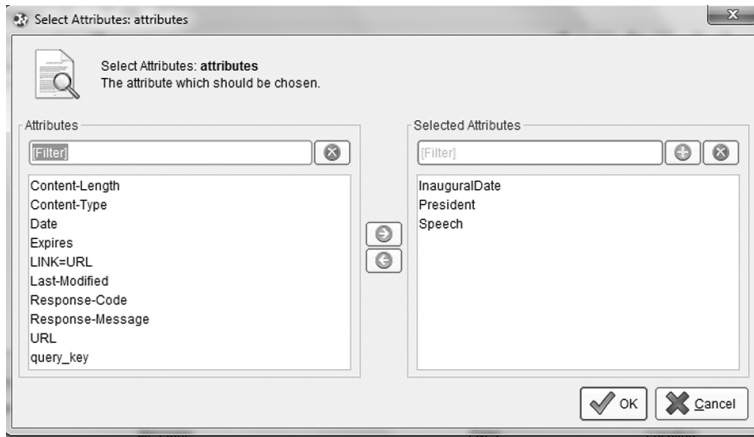 Select Attributes: attributes
Select Attributes: attributes
The attribute which should be chosen.
Attributes
[Filter]
Content-Length
Content-Type
Date
Expires
LINK=URL
Last-Modified
Response-Code
Response-Message
URL
query_key
Selected Attributes
[Filter]
InauguralDate
President
Speech
OK
Cancel